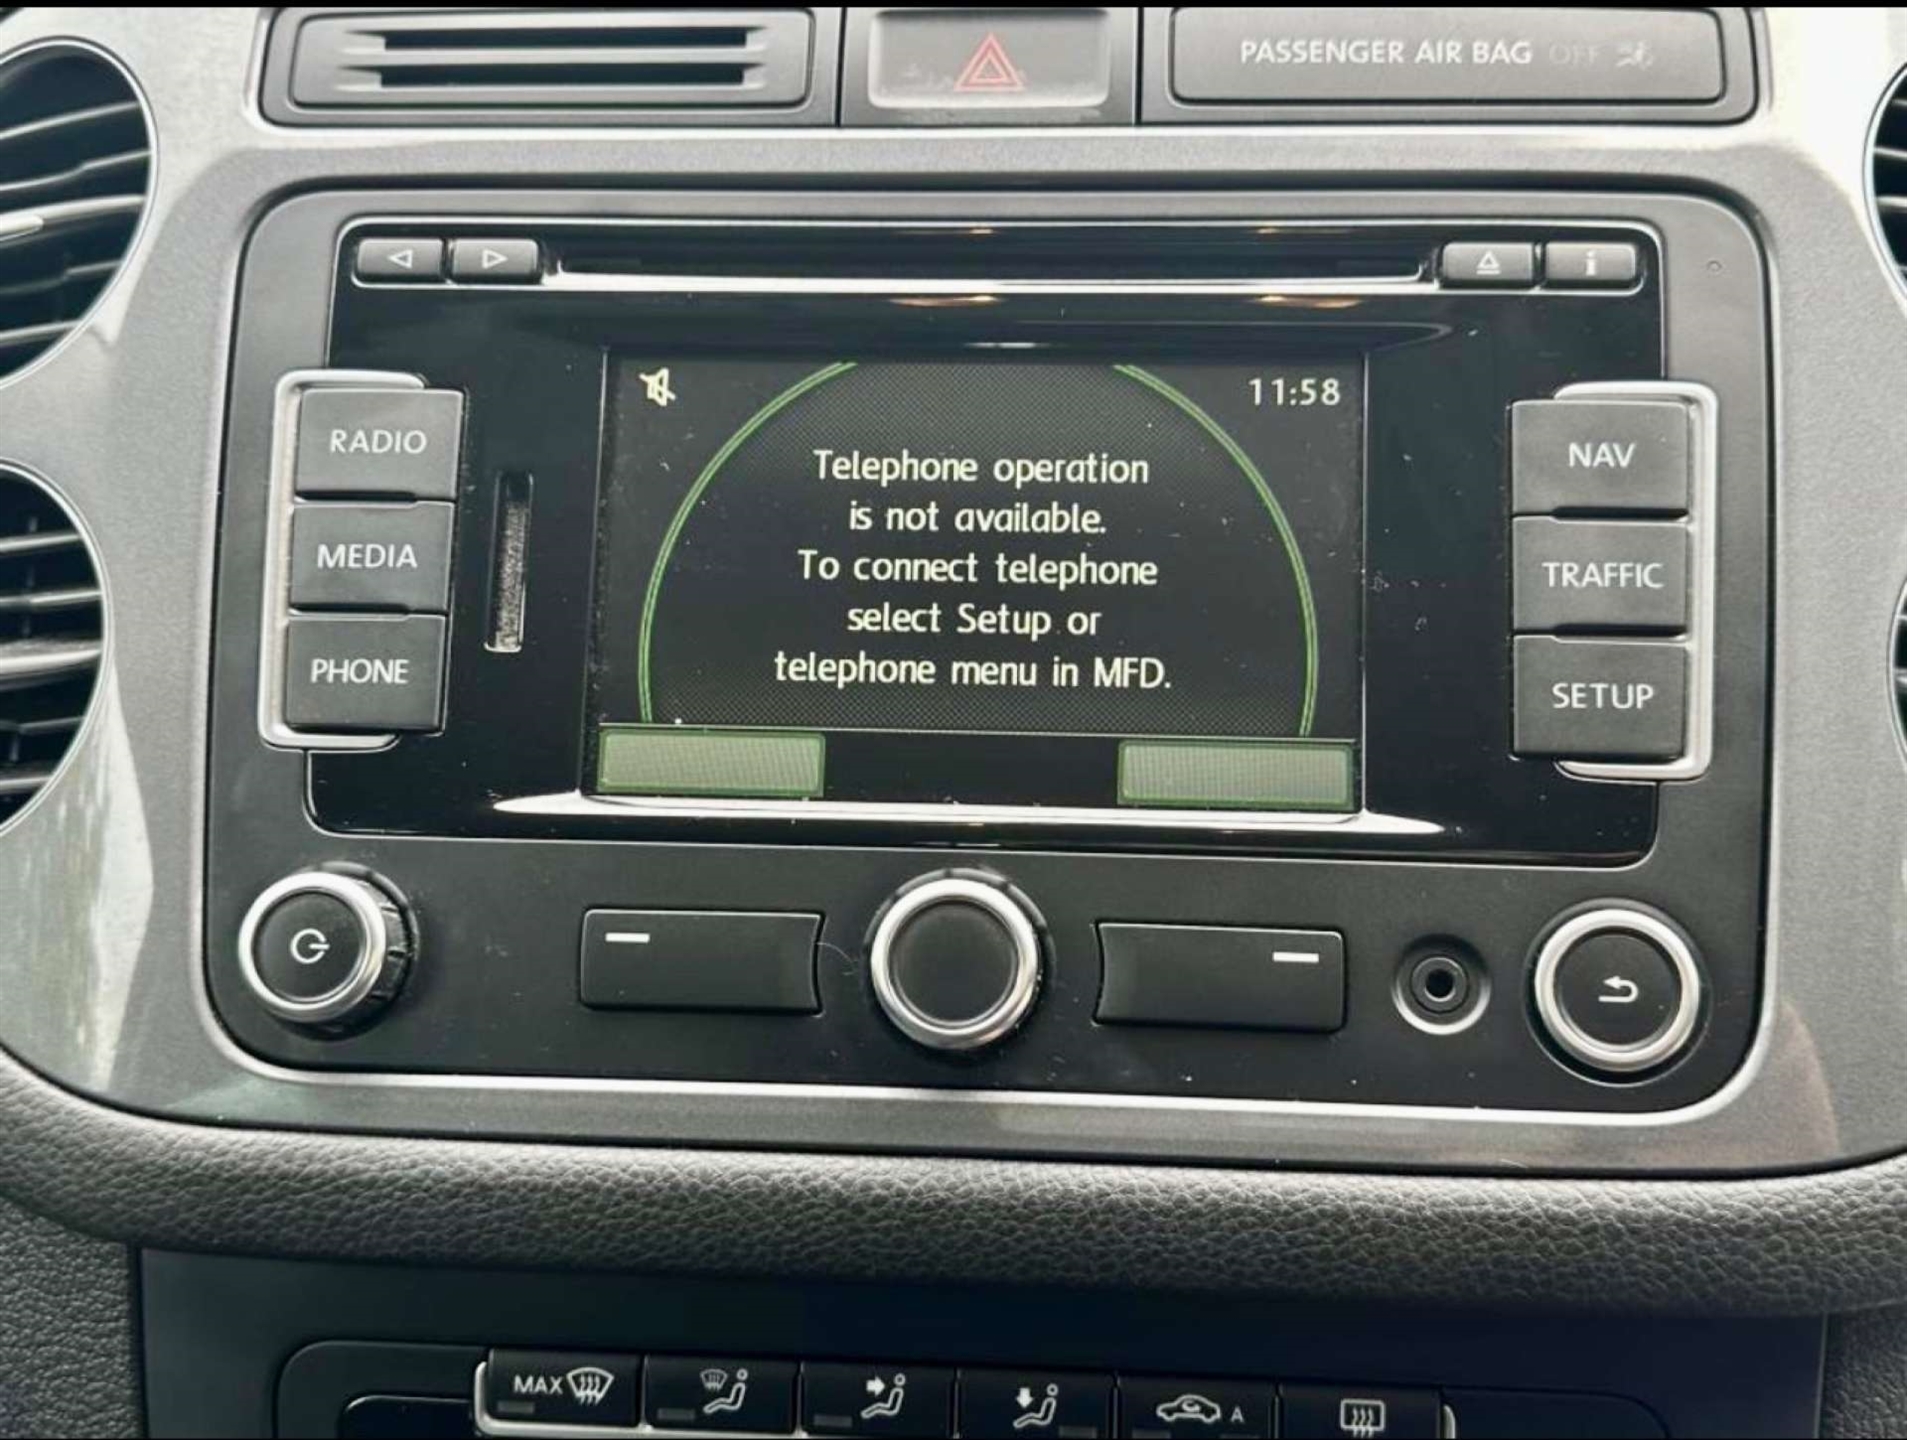 PASSENGER AIR BAG OFF
11:58
RADIO
MEDIA
PHONE
Telephone operation
is not available.
To connect telephone
select Setup or
telephone menu in MFD.
NAV
TRAFFIC
SETUP
MAX
A